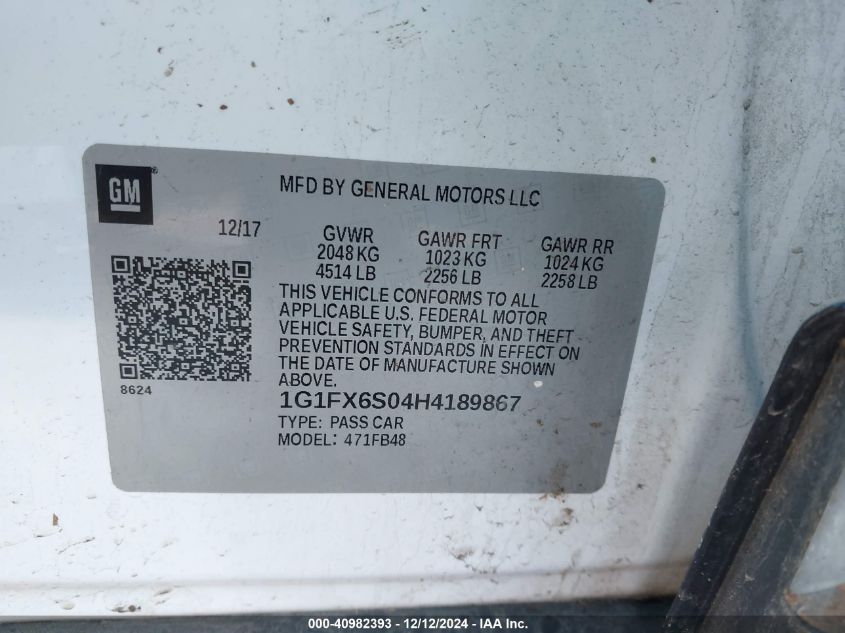 GM
MFD BY GENERAL MOTORS LLC
12/17
GVWR
2048 KG
4514 LB
GAWR FRT
1023 KG
2256 LB
GAWR RR
1024 KG
2258 LB
THIS VEHICLE CONFORMS TO ALL
APPLICABLE U.S. FEDERAL MOTOR
VEHICLE SAFETY, BUMPER, AND THEFT
PREVENTION STANDARDS IN EFFECT ON
THE DATE OF MANUFACTURE SHOWN
ABOVE.
8624
1G1FX6S04H4189867
TYPE: PASS CAR
MODEL: 471FB48
000-40982393 - 12/12/2024 - IAA Inc.